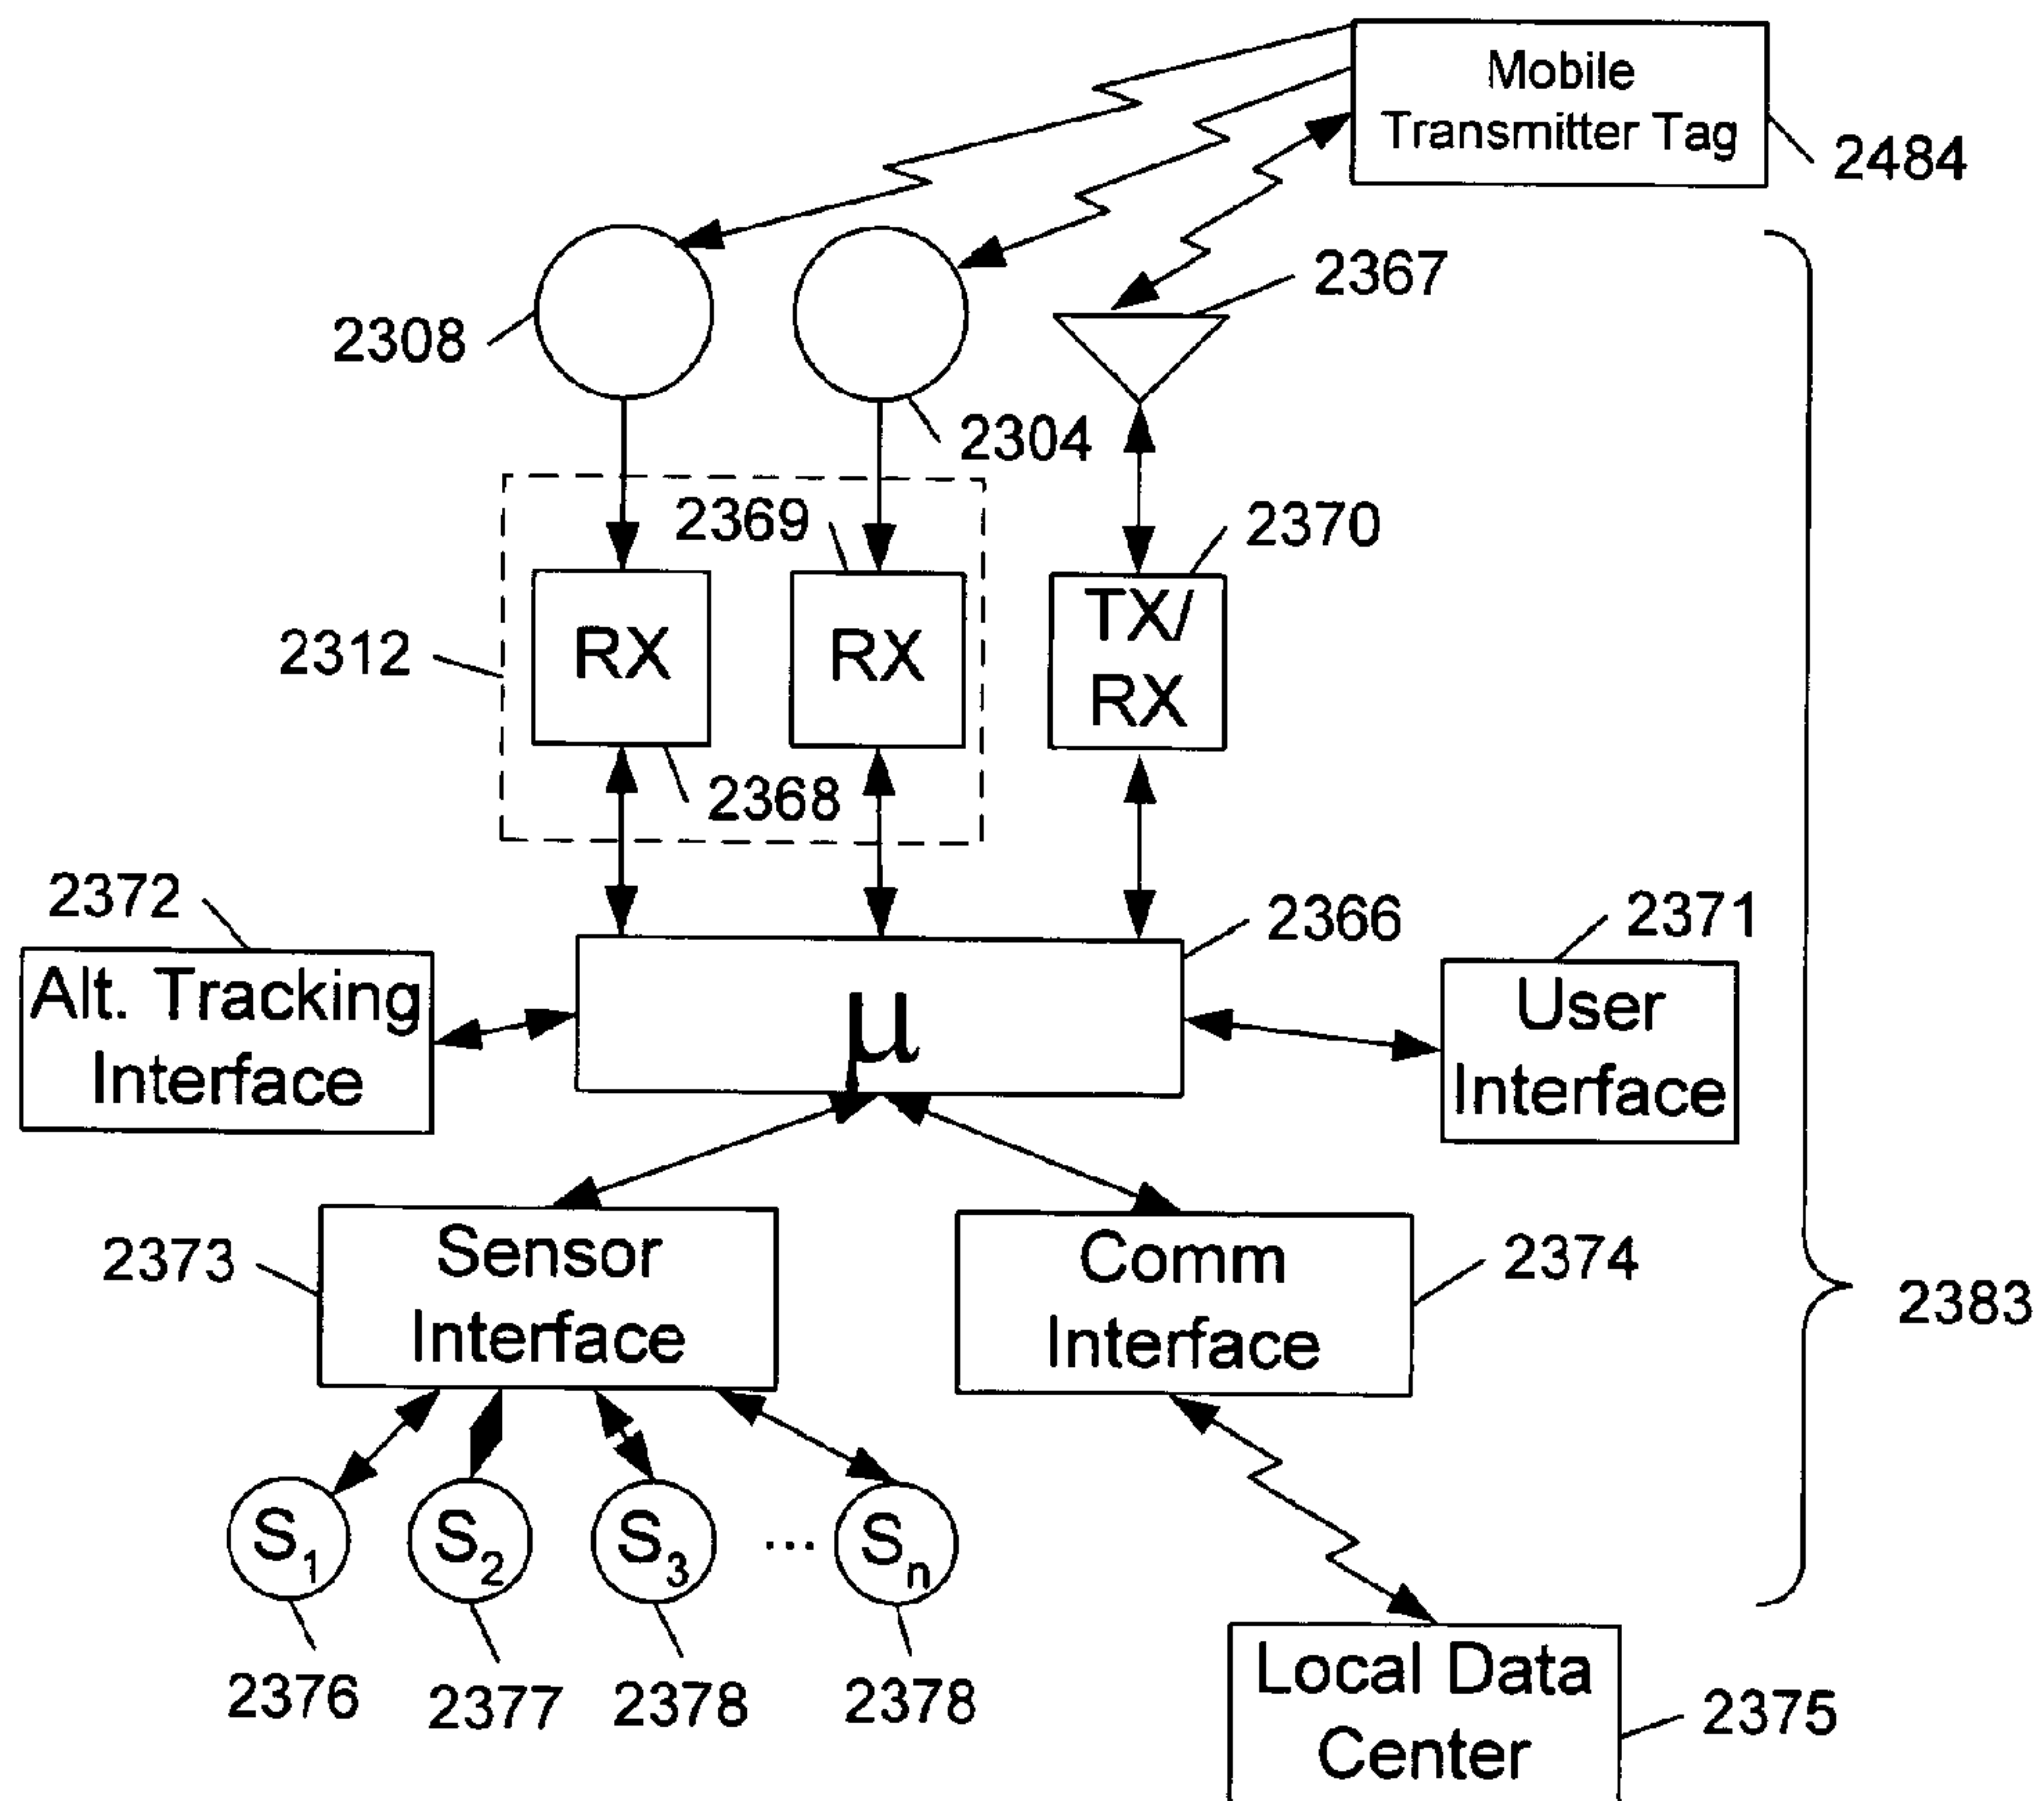 Mobile
Transmitter Tag
2484
2367
2308
2304
2369
2370
RX
RX
TX/
RX
2312
2368
2372
2366
2371
Alt. Tracking
Interface
µ
User
Interface
2373
Sensor
Interface
Comm
Interface
2374
2383
S1
S2
S3
...
Sn
2376
2377
2378
2378
Local Data
Center
2375